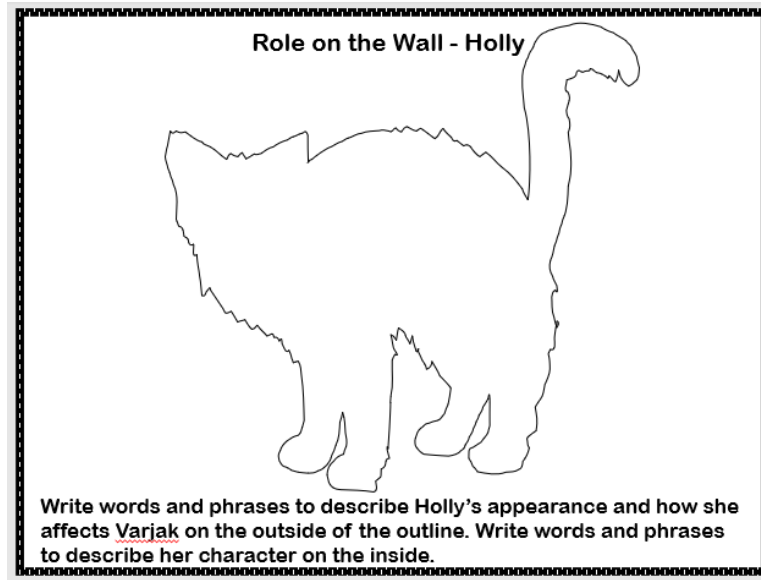 Role on the Wall - Holly
Write words and phrases to describe Holly's appearance and how she
affects Varjak on the outside of the outline. Write words and phrases
to describe her character on the inside.